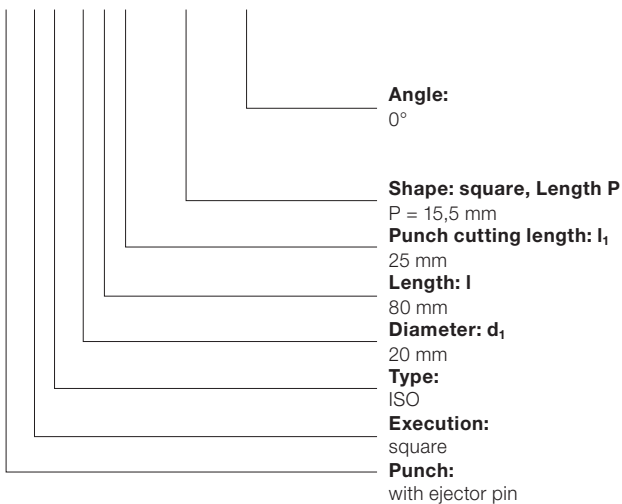 Angle:
0°
Shape: square, Length P
P = 15,5 mm
Punch cutting length: l₁
25 mm
Length: l
80 mm
Diameter: d₁
20 mm
Type:
ISO
Execution:
square
Punch:
with ejector pin